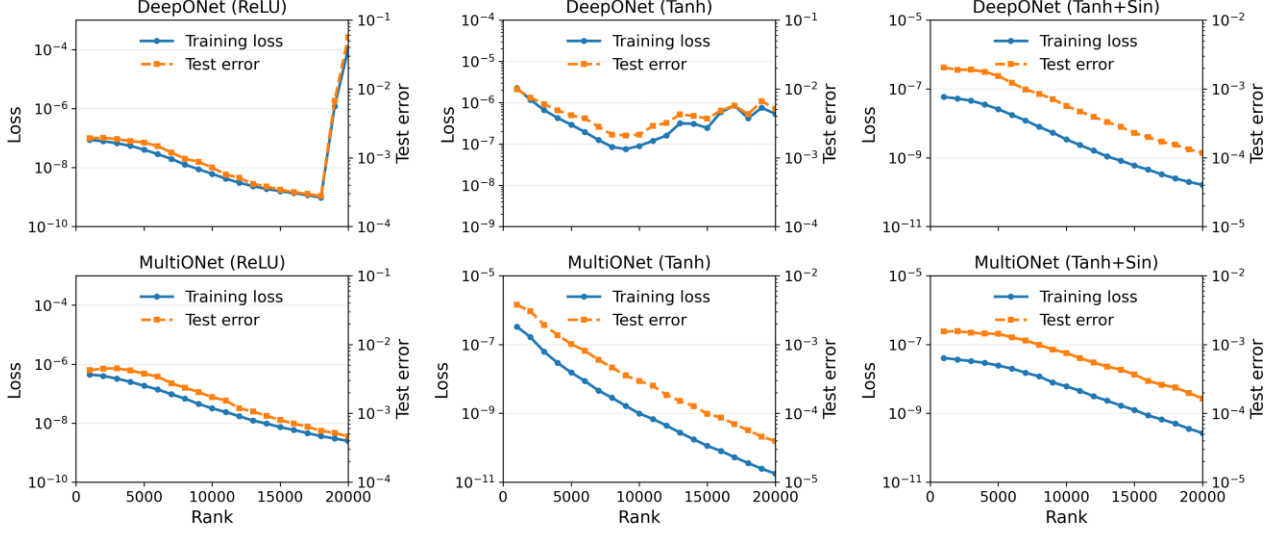 DeepONet (ReLU)
10⁻⁴
10⁻⁶
10⁻⁸
10⁻¹⁰
Loss
Training loss
Test error
10⁻¹
10⁻²
10⁻³
10⁻⁴
Test error
DeepONet (Tanh)
10⁻⁴
10⁻⁵
10⁻⁶
10⁻⁷
10⁻⁸
10⁻⁹
Loss
Training loss
Test error
10⁻¹
10⁻²
10⁻³
10⁻⁴
Test error
DeepONet (Tanh+Sin)
10⁻⁵
10⁻⁷
10⁻⁹
10⁻¹¹
Loss
Training loss
Test error
10⁻²
10⁻³
10⁻⁴
10⁻⁵
Test error
MultiONet (ReLU)
10⁻⁴
10⁻⁶
10⁻⁸
10⁻¹⁰
Loss
Training loss
Test error
10⁻¹
10⁻²
10⁻³
10⁻⁴
Test error
0 5000 10000 15000 20000
Rank
MultiONet (Tanh)
10⁻⁵
10⁻⁷
10⁻⁹
10⁻¹¹
Loss
Training loss
Test error
10⁻²
10⁻³
10⁻⁴
10⁻⁵
Test error
0 5000 10000 15000 20000
Rank
MultiONet (Tanh+Sin)
10⁻⁵
10⁻⁷
10⁻⁹
10⁻¹¹
Loss
Training loss
Test error
10⁻²
10⁻³
10⁻⁴
10⁻⁵
Test error
0 5000 10000 15000 20000
Rank